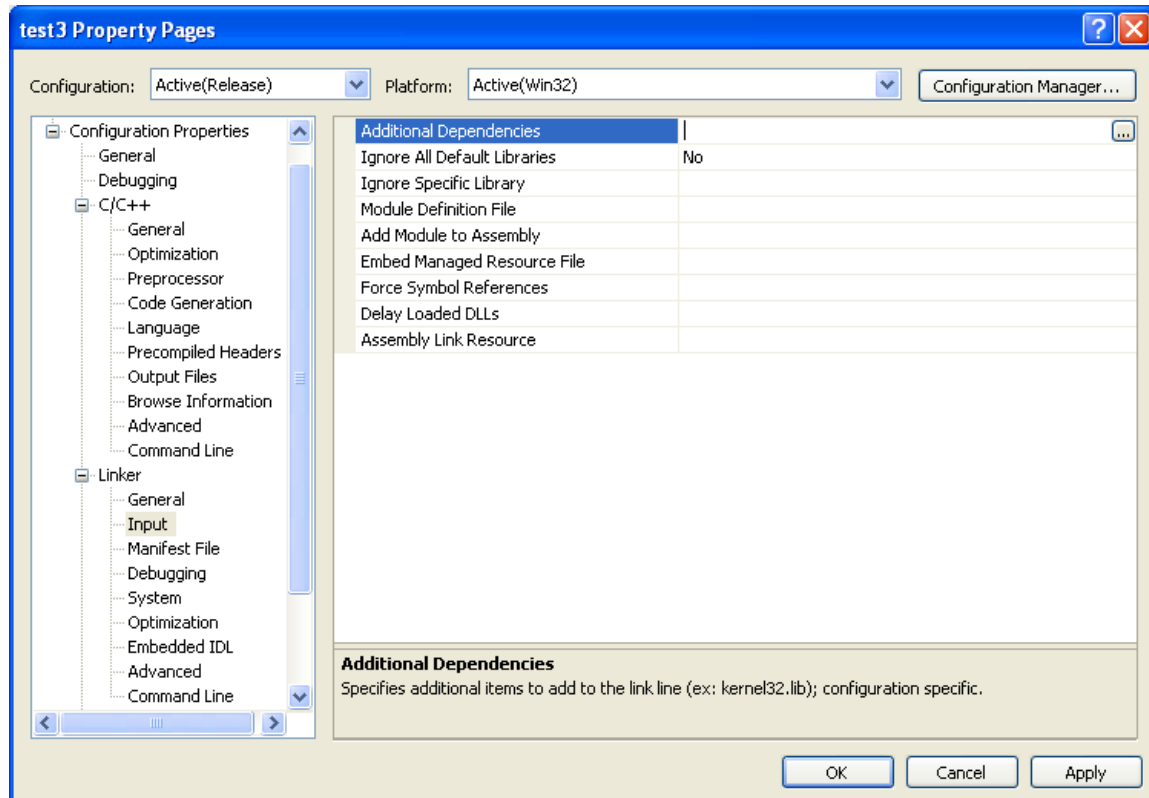 test3 Property Pages
Configuration: Active(Release) Platform: Active(Win32) Configuration Manager...
Configuration Properties
General
Debugging
C/C++
General
Optimization
Preprocessor
Code Generation
Language
Precompiled Headers
Output Files
Browse Information
Advanced
Command Line
Linker
General
Input
Manifest File
Debugging
System
Optimization
Embedded IDL
Advanced
Command Line
Additional Dependencies ...
Ignore All Default Libraries No
Ignore Specific Library
Module Definition File
Add Module to Assembly
Embed Managed Resource File
Force Symbol References
Delay Loaded DLLs
Assembly Link Resource
Additional Dependencies
Specifies additional items to add to the link line (ex: kernel32.lib); configuration specific.
OK Cancel Apply